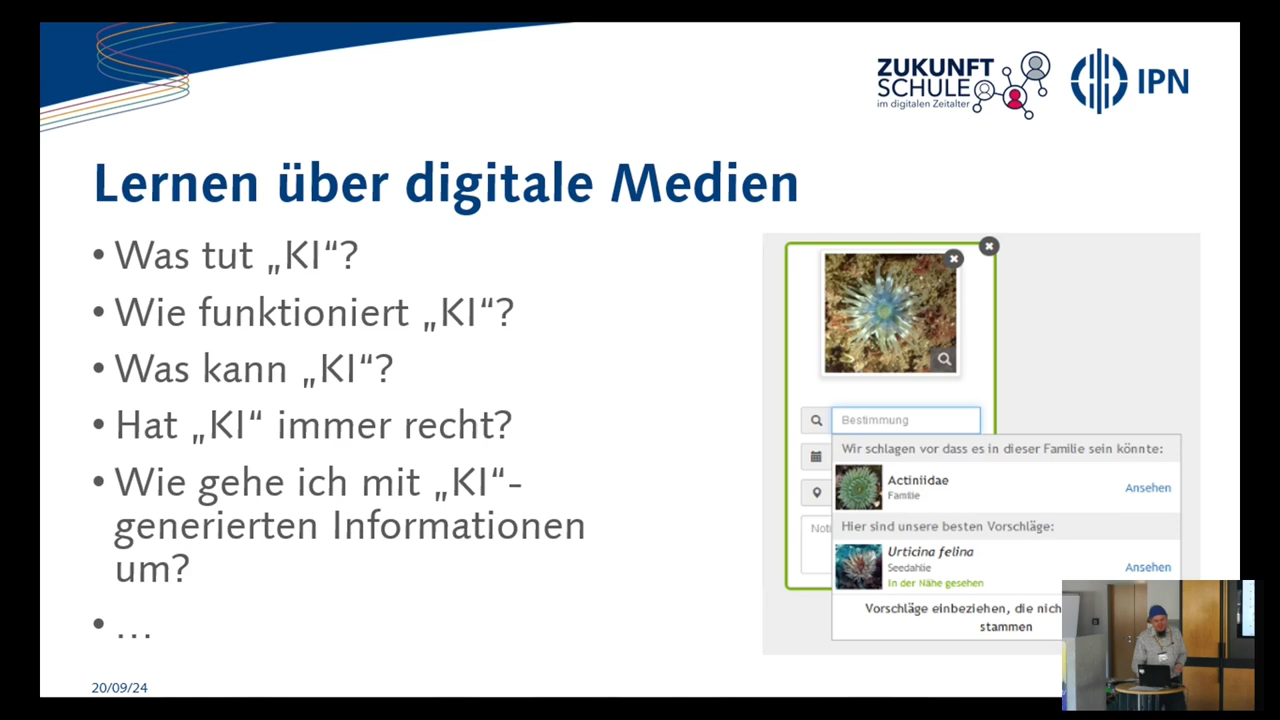 ZUKUNFT
SCHULE
im digitalen Zeitalter
IPN
Lernen über digitale Medien
• Was tut „KI“?
• Wie funktioniert „KI“?
• Was kann „KI“?
• Hat „KI“ immer recht?
• Wie gehe ich mit „KI“-
generierten Informationen
um?
• …
Bestimmung
Wir schlagen vor dass es in dieser Familie sein könnte:
Actiniidae
Familie
Ansehen
Noti
Hier sind unsere besten Vorschläge:
Urticina felina
Seedahlie
In der Nähe gesehen
Ansehen
Vorschläge einbeziehen, die nich
stammen
20/09/24